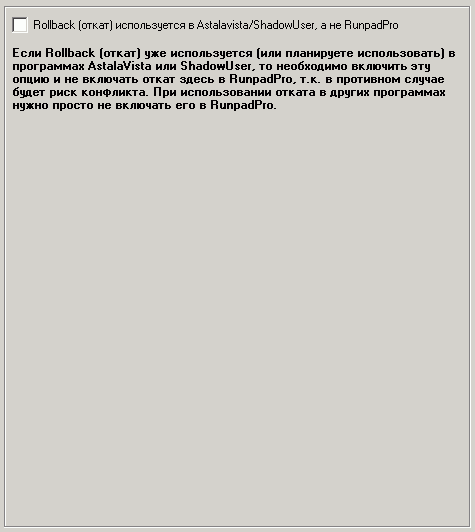 Rollback (откат) используется в Astalavista/ShadowUser, а не RunpadPro
Если Rollback (откат) уже используется (или планируете использовать) в
программах AstalaVista или ShadowUser, то необходимо включить эту
опцию и не включать откат здесь в RunpadPro, т.к. в противном случае
будет риск конфликта. При использовании отката в других программах
нужно просто не включать его в RunpadPro.